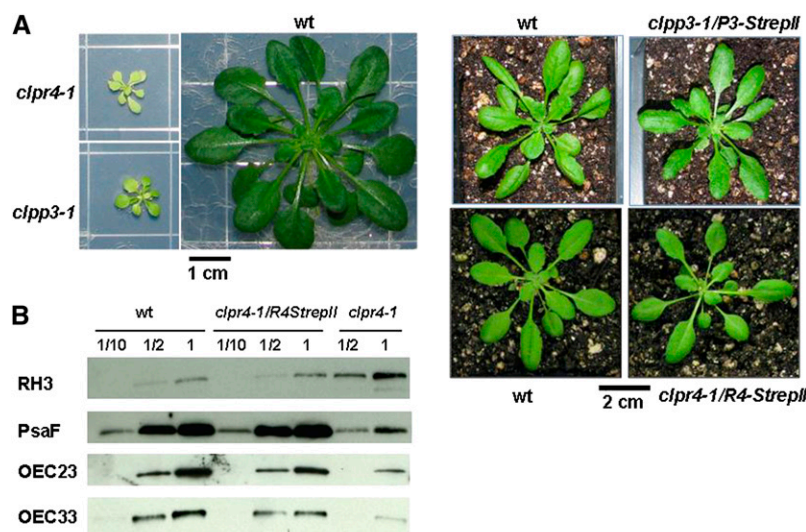 A
wt
clpr4-1
clpp3-1
1 cm
wt
clpp3-1/P3-StrepII
wt
clpr4-1/R4-StrepII
2 cm
B
wt
clpr4-1/R4StrepII
clpr4-1
1/10 1/2 1 1/10 1/2 1 1/2 1
RH3
PsaF
OEC23
OEC33